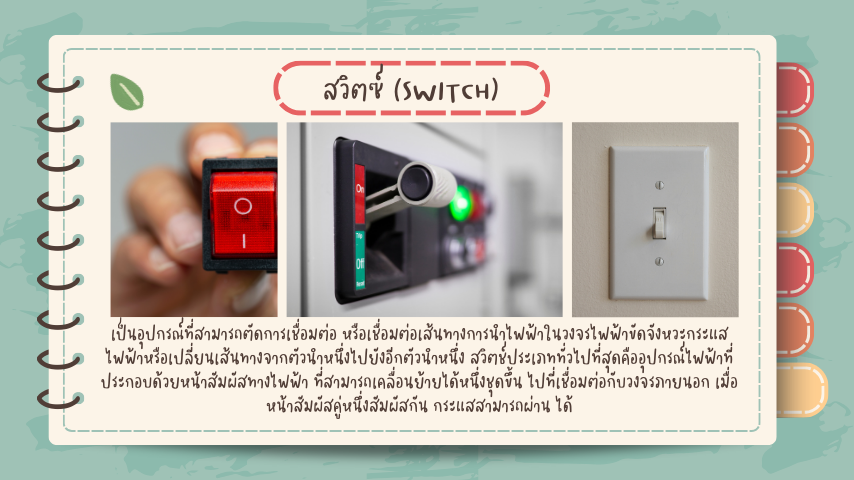 สวิตซ์ (SWITCH)
On
Trip
Off
Reset
เป็นอุปกรณ์ที่สามารถตัดการเชื่อมต่อ หรือเชื่อมต่อเส้นทางการนำไฟฟ้าในวงจรไฟฟ้าขัดจังหวะกระแส
ไฟฟ้าหรือเปลี่ยนเส้นทางจากตัวนำหนึ่งไปยังอีกตัวนำหนึ่ง สวิตช์ประเภททั่วไปที่สุดคืออุปกรณ์ไฟฟ้าที่
ประกอบด้วยหน้าสัมผัสทางไฟฟ้า ที่สามารถเคลื่อนย้ายได้หนึ่งชุดขึ้น ไปที่เชื่อมต่อกับวงจรภายนอก เมื่อ
หน้าสัมผัสคู่หนึ่งสัมผัสกัน กระแสสามารถผ่าน ได้